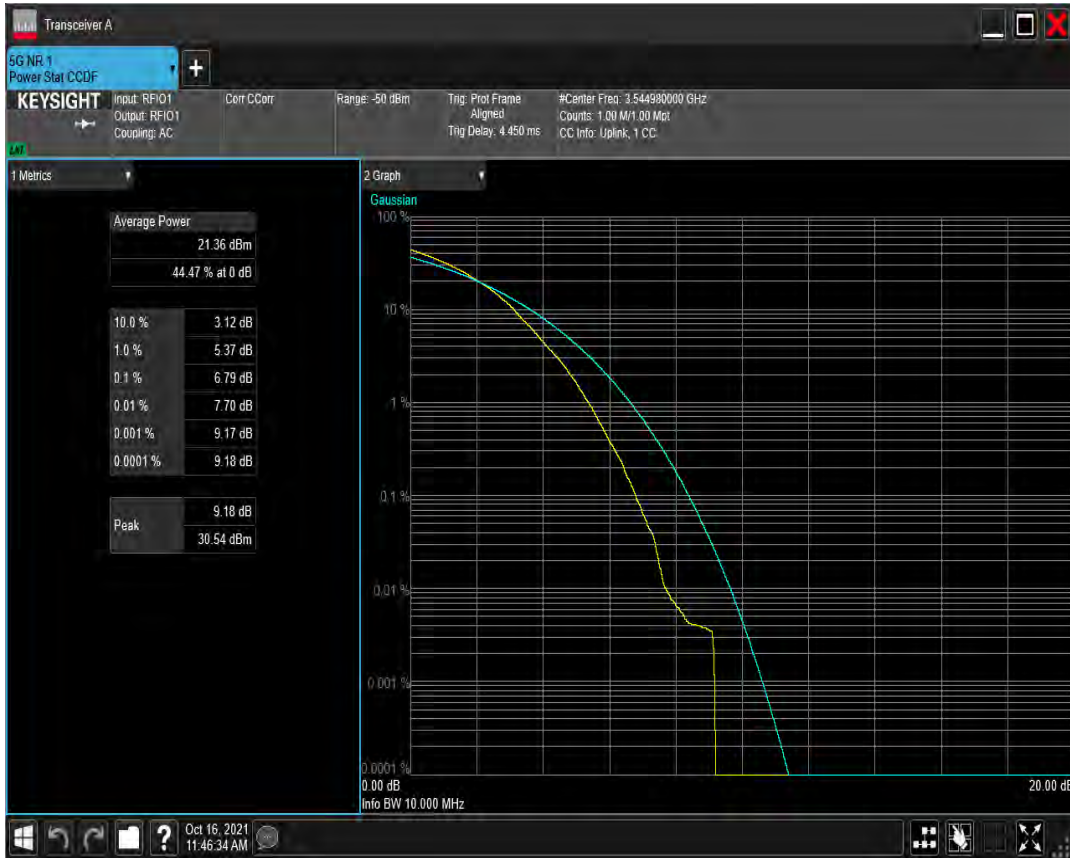 Transceiver A
5G NR 1
Power Stat CCDF
+
KEYSIGHT
Input: RFIO1
Output: RFIO1
Coupling: AC
Corr CCorr
Range: -50 dBm
Trig: Prot Frame
Aligned
Trig Delay: 4.450 ms
#Center Freq: 3.544980000 GHz
Counts: 1.00 M/1.00 Mpt
CC Info: Uplink, 1 CC
LNT
1 Metrics
Average Power
21.36 dBm
44.47 % at 0 dB
10.0 % 3.12 dB
1.0 % 5.37 dB
0.1 % 6.79 dB
0.01 % 7.70 dB
0.001 % 9.17 dB
0.0001 % 9.18 dB
Peak
9.18 dB
30.54 dBm
2 Graph
Gaussian
100 %
10 %
1 %
0.1 %
0.01 %
0.001 %
0.0001 %
0.00 dB
20.00 dB
Info BW 10.000 MHz
?
Oct 16, 2021
11:46:34 AM